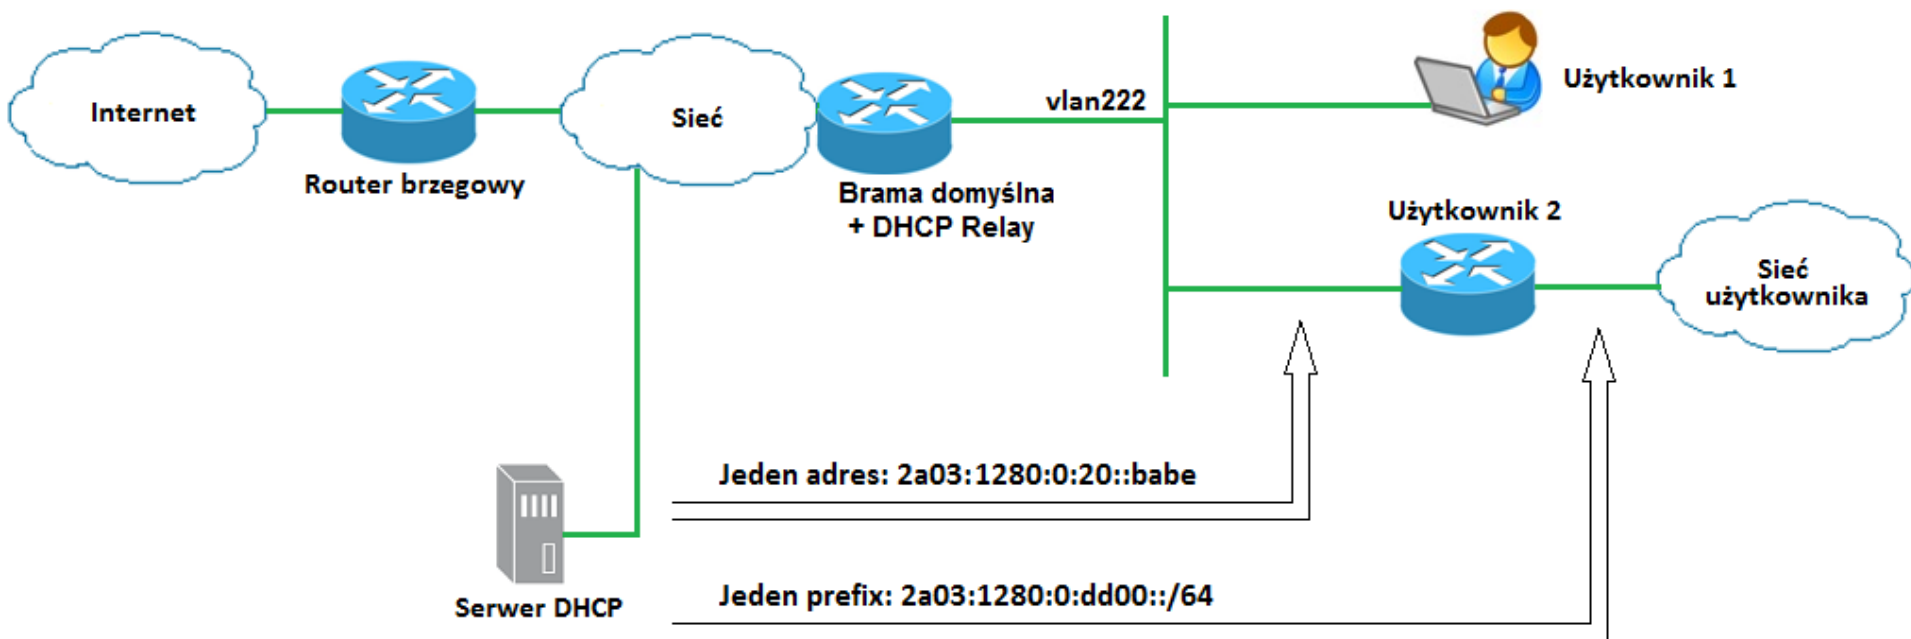 Internet
Router brzegowy
Sieć
Brama domyślna
+ DHCP Relay
vlan222
Użytkownik 1
Użytkownik 2
Sieć
użytkownika
Jeden adres: 2a03:1280:0:20::babe
Serwer DHCP
Jeden prefix: 2a03:1280:0:dd00::/64